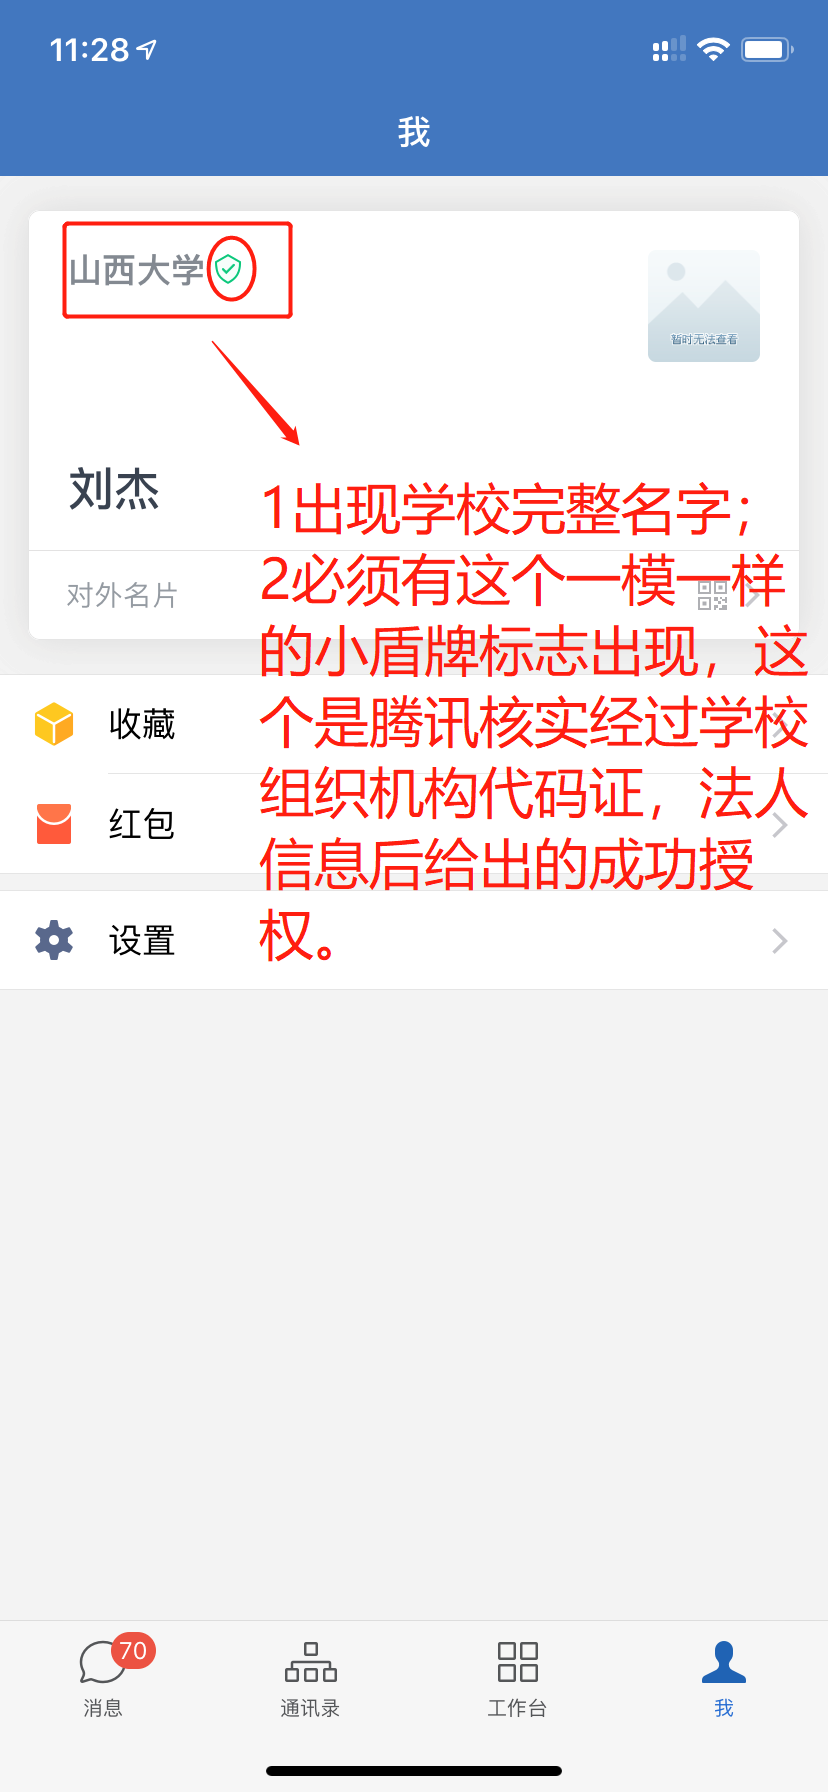 11:28
我
山西大学
暂时无法查看
刘杰
1出现学校完整名字；
对外名片
2必须有这个一模一样
的小盾牌标志出现，这
个是腾讯核实经过学校
组织机构代码证，法人
信息后给出的成功授
权。
收藏
红包
设置
70
消息
通讯录
工作台
我